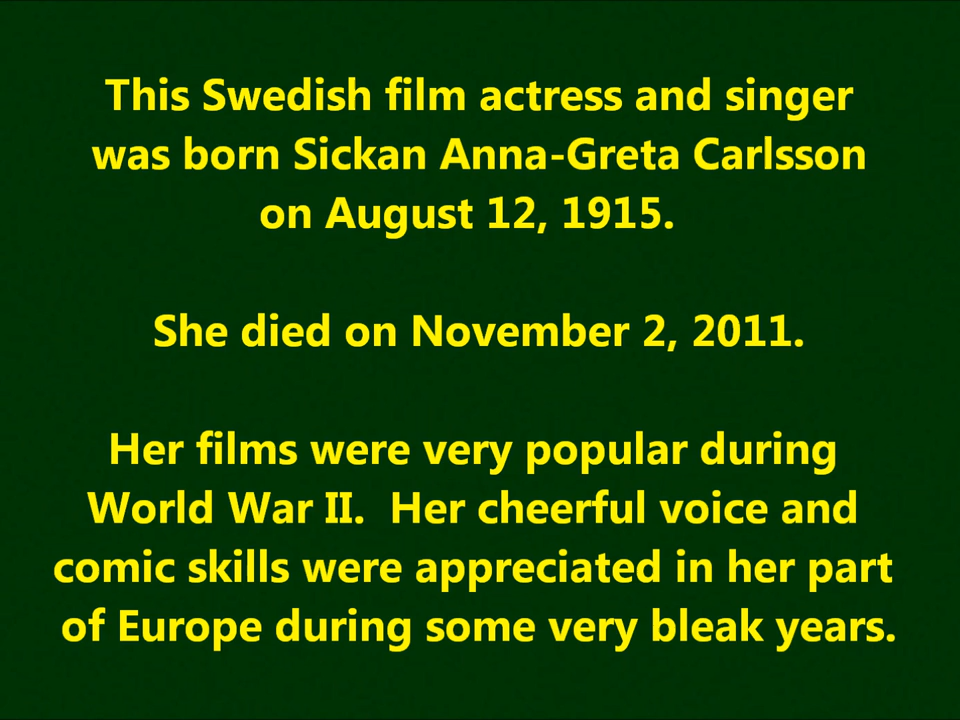 This Swedish film actress and singer
was born Sickan Anna-Greta Carlsson
on August 12, 1915.
She died on November 2, 2011.
Her films were very popular during
World War II.  Her cheerful voice and
comic skills were appreciated in her part
of Europe during some very bleak years.